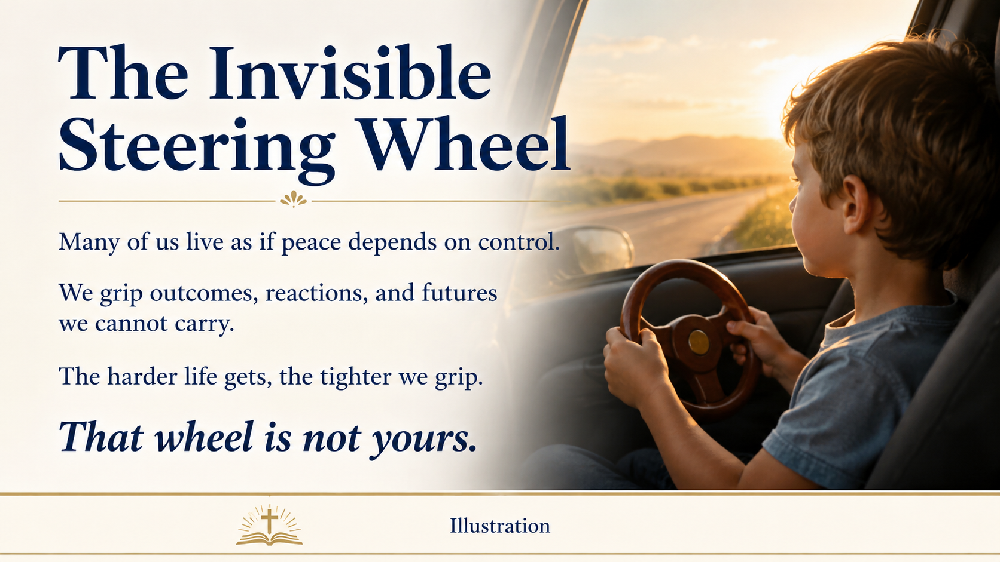 The Invisible
Steering Wheel
Many of us live as if peace depends on control.
We grip outcomes, reactions, and futures
we cannot carry.
The harder life gets, the tighter we grip.
That wheel is not yours.
Illustration